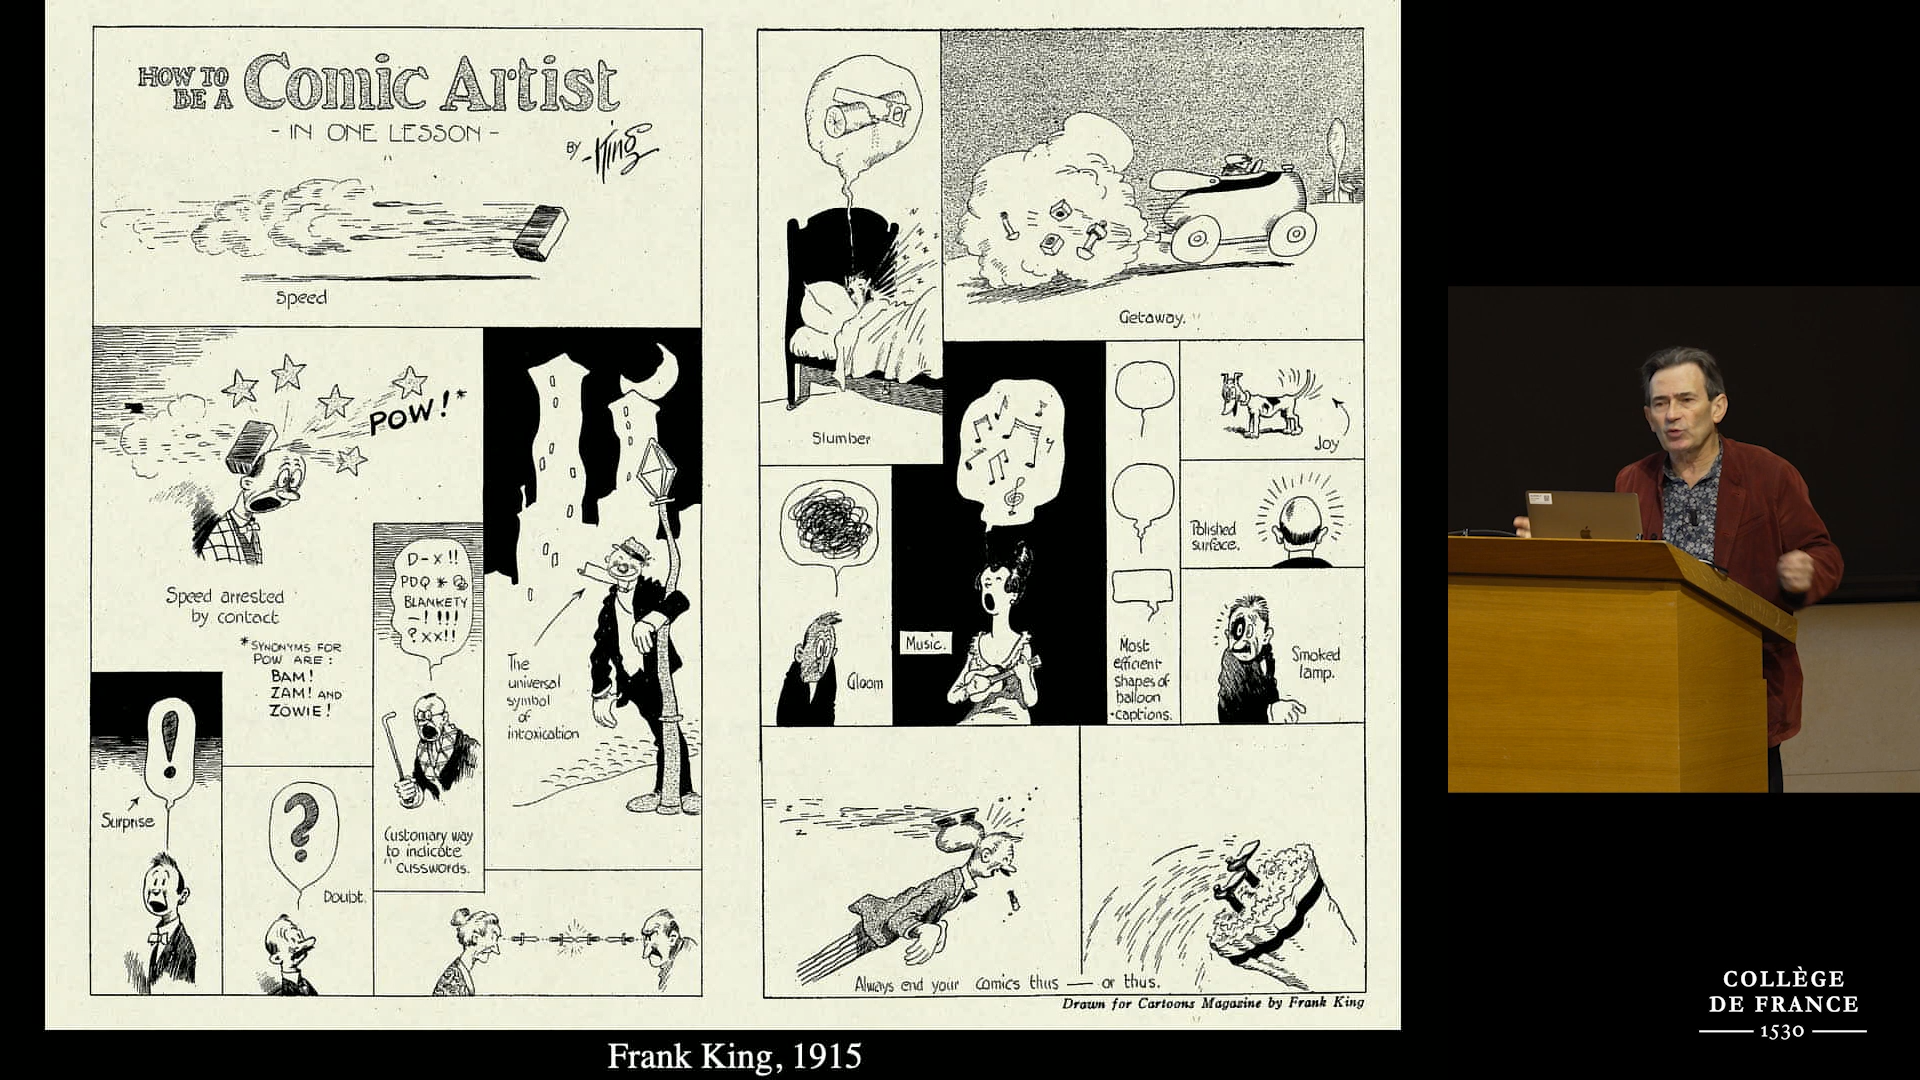 HOW TO
BE A
Comic Artist
- IN ONE LESSON -
BY - King
Speed
POW!*
Speed arrested
by contact
*SYNONYMS FOR
POW ARE:
BAM!
ZAM! AND
ZOWIE!
Surprise
!
?
Doubt.
D-X !!
PDQ *
BLANKETY
-! !!!
? XX!!
Customary way
to indicate
"cusswords.
The
universal
symbol
of
intoxication
Slumber
Getaway.
Gloom
Music.
Most
efficient
shapes of
balloon
captions.
Joy
Polished
surface.
Smoked
lamp.
Always end your comics thus — or thus.
Drawn for Cartoons Magazine by Frank King
Frank King, 1915
COLLÈGE
DE FRANCE
1530